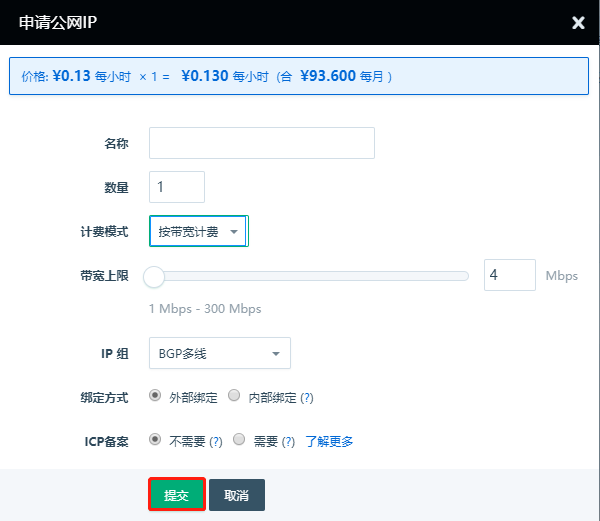 申请公网IP
价格: ¥0.13 每小时 × 1 = ¥0.130 每小时 (合 ¥93.600 每月 )
名称
数量 1
计费模式 按带宽计费
带宽上限 4 Mbps
1 Mbps - 300 Mbps
IP 组 BGP多线
绑定方式 外部绑定 内部绑定 (?)
ICP备案 不需要 (?) 需要 (?) 了解更多
提交 取消